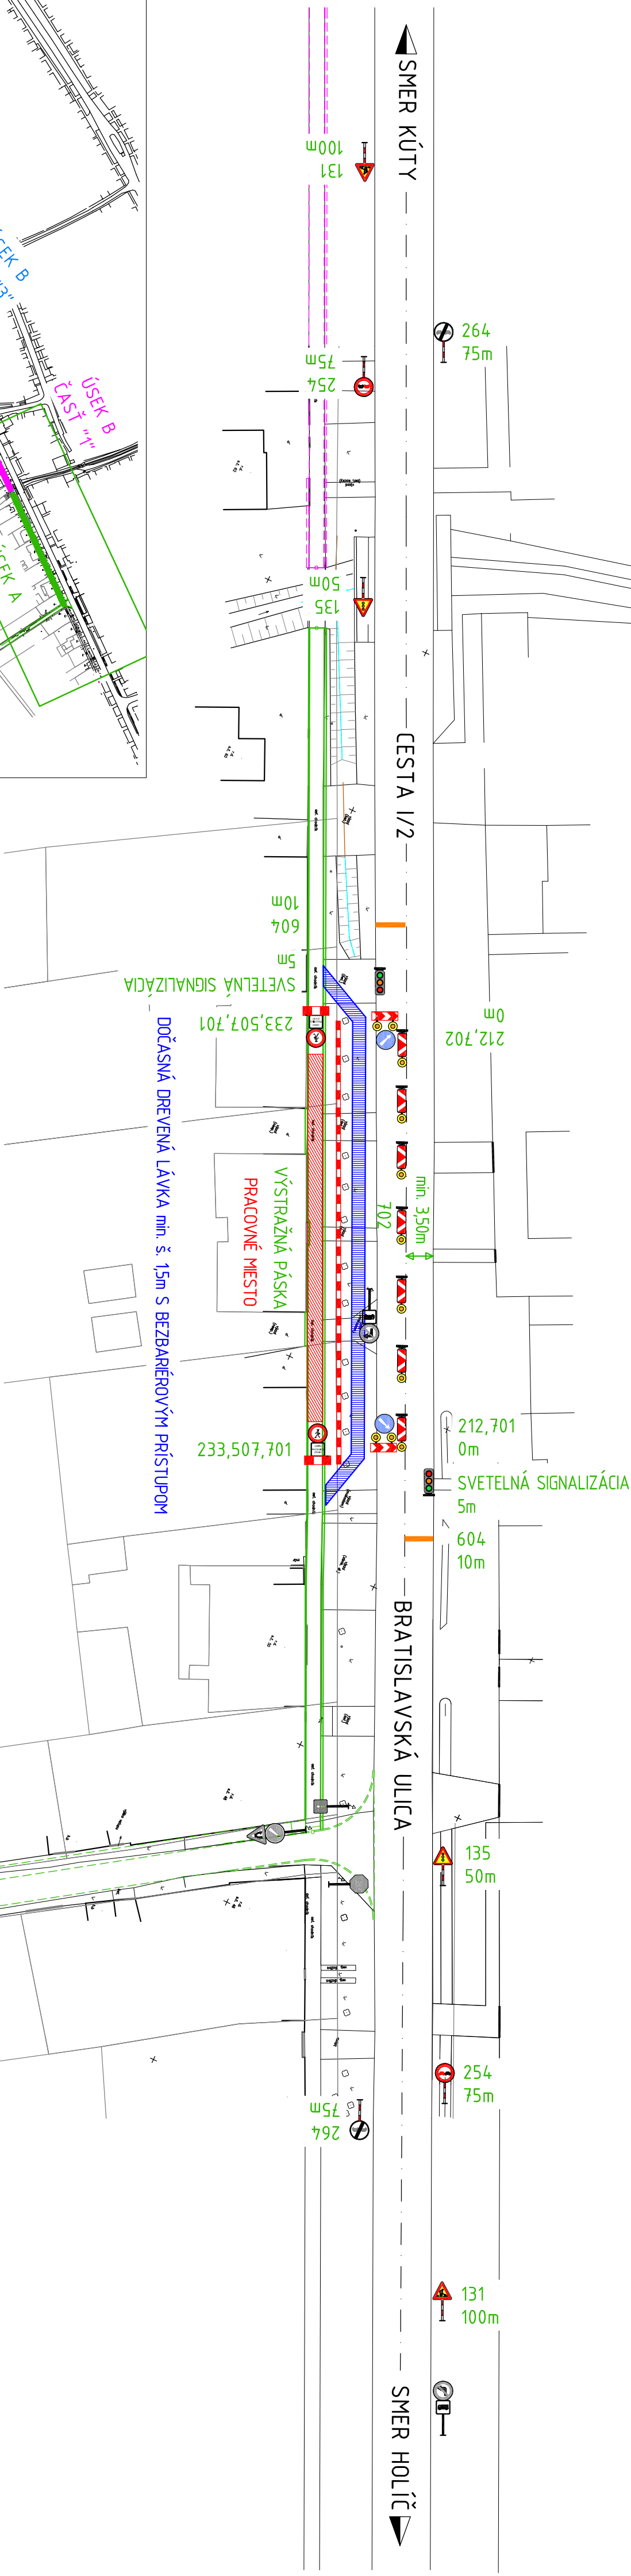 SMER KÚTY
131
100m
264
75m
254
75m
ÚSEK B
"3"
ÚSEK B
ČASŤ "1"
ÚSEK A
135
50m
CESTA I/2
604
10m
SVETELNÁ SIGNALIZÁCIA
5m
233,507,701
212,702
0m
DOČASNÁ DREVENÁ LÁVKA min. š. 1,5m S BEZBARIÉROVÝM PRÍSTUPOM
VÝSTRAŽNÁ PÁSKA
PRACOVNÉ MIESTO
702
min. 3,50m
233,507,701
212,701
0m
SVETELNÁ SIGNALIZÁCIA
5m
604
10m
BRATISLAVSKÁ ULICA
135
50m
254
75m
264
75m
131
100m
SMER HOLÍČ